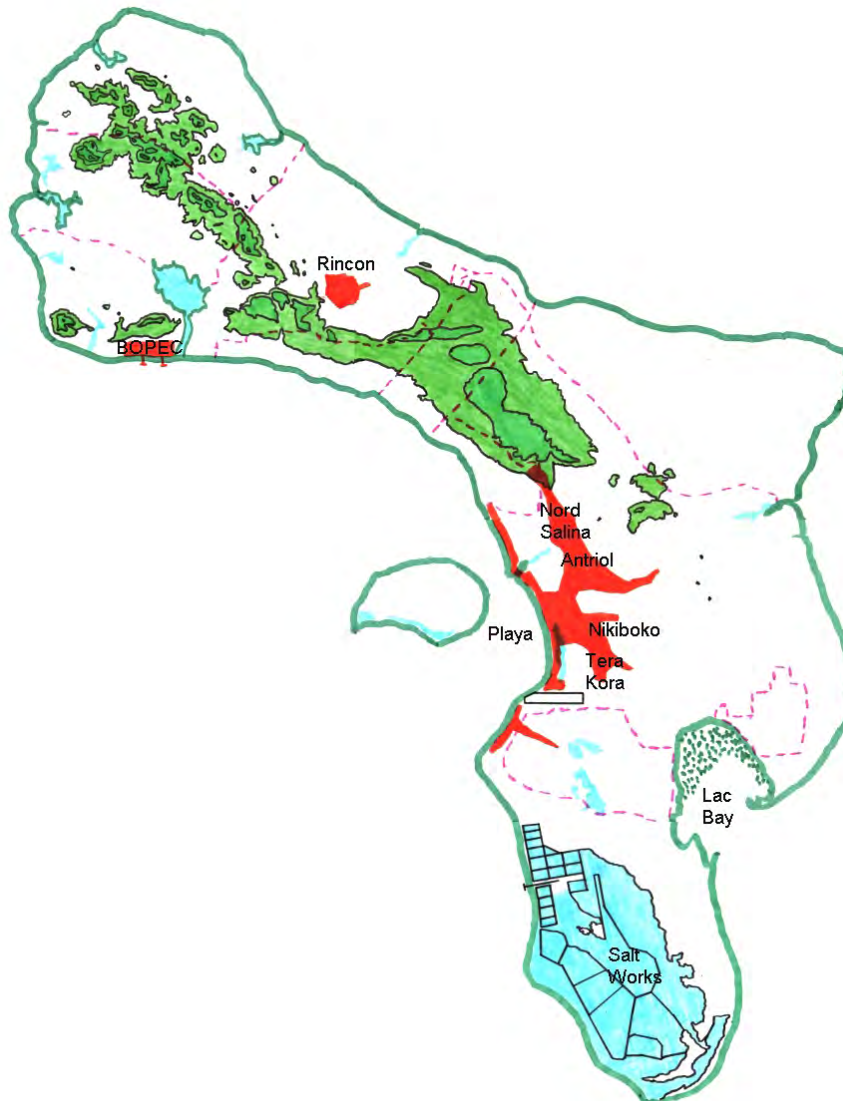 Rincon
BOPEC
Nord
Salina
Antriol
Playa
Nikiboko
Tera
Kora
Lac
Bay
Salt
Works